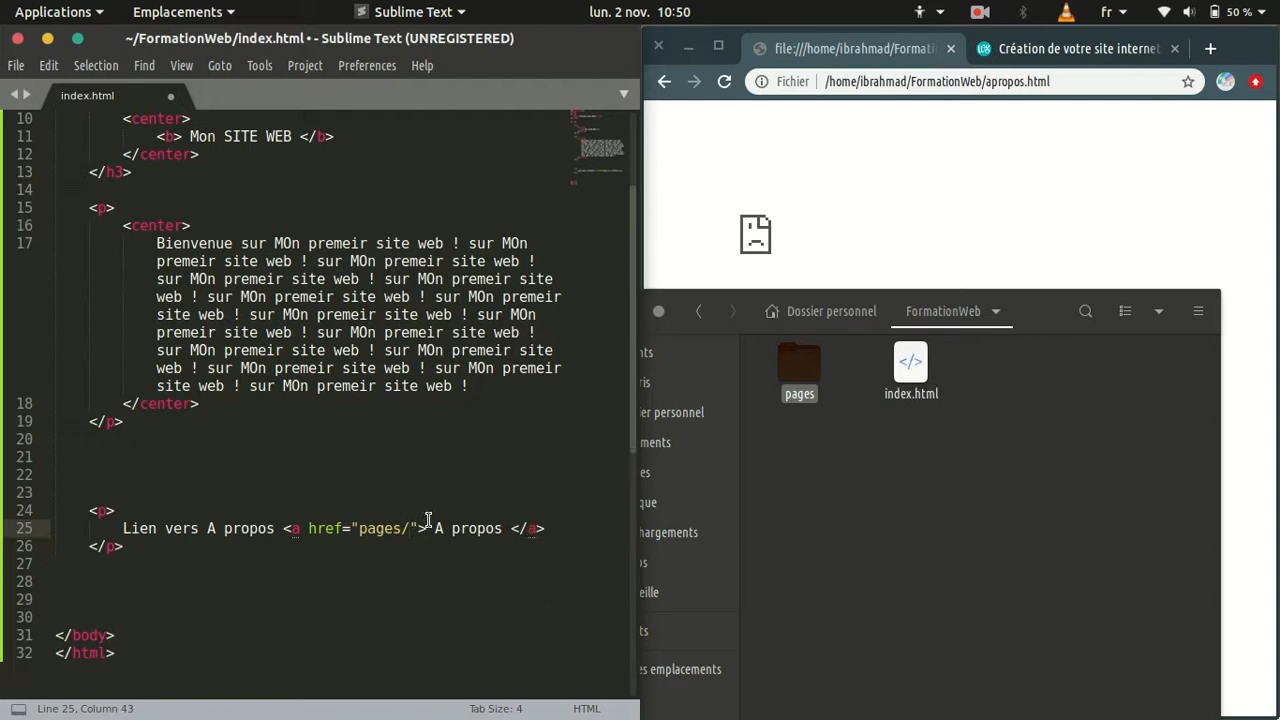 Applications
Emplacements
Sublime Text
lun. 2 nov. 10:50
fr
50 %
~/FormationWeb/index.html • - Sublime Text (UNREGISTERED)
File Edit Selection Find View Goto Tools Project Preferences Help
index.html
10 <center>
11 <b> Mon SITE WEB </b>
12 </center>
13 </h3>
14
15 <p>
16 <center>
17 Bienvenue sur MOn premeir site web ! sur MOn
premeir site web ! sur MOn premeir site web !
sur MOn premeir site web ! sur MOn premeir site
web ! sur MOn premeir site web ! sur MOn premeir
site web ! sur MOn premeir site web ! sur MOn
premeir site web ! sur MOn premeir site web !
sur MOn premeir site web ! sur MOn premeir site
web ! sur MOn premeir site web ! sur MOn premeir
site web ! sur MOn premeir site web !
18 </center>
19 </p>
20
21
22
23
24 <p>
25 Lien vers A propos <a href="pages/"> A propos </a>
26 </p>
27
28
29
30
31 </body>
32 </html>
Line 25, Column 43
Tab Size: 4
HTML
file:///home/ibrahmad/Formati
Création de votre site internet
Fichier
/home/ibrahmad/FormationWeb/apropos.html
Dossier personnel
FormationWeb
nts
ris
er personnel
ments
es
que
hargements
os
eille
ts
es emplacements
pages
index.html